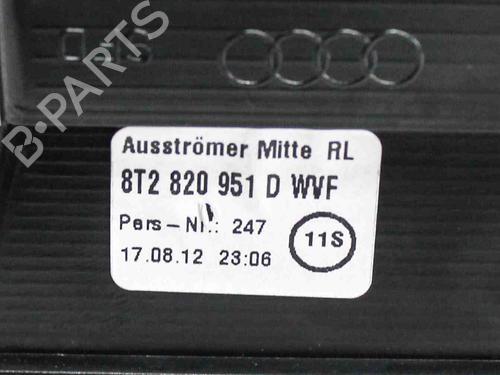 B-PARTS
Ausströmer Mitte RL
8T2 820 951 D WVF
Pers-Nr.: 247
11S
17.08.12 23:06